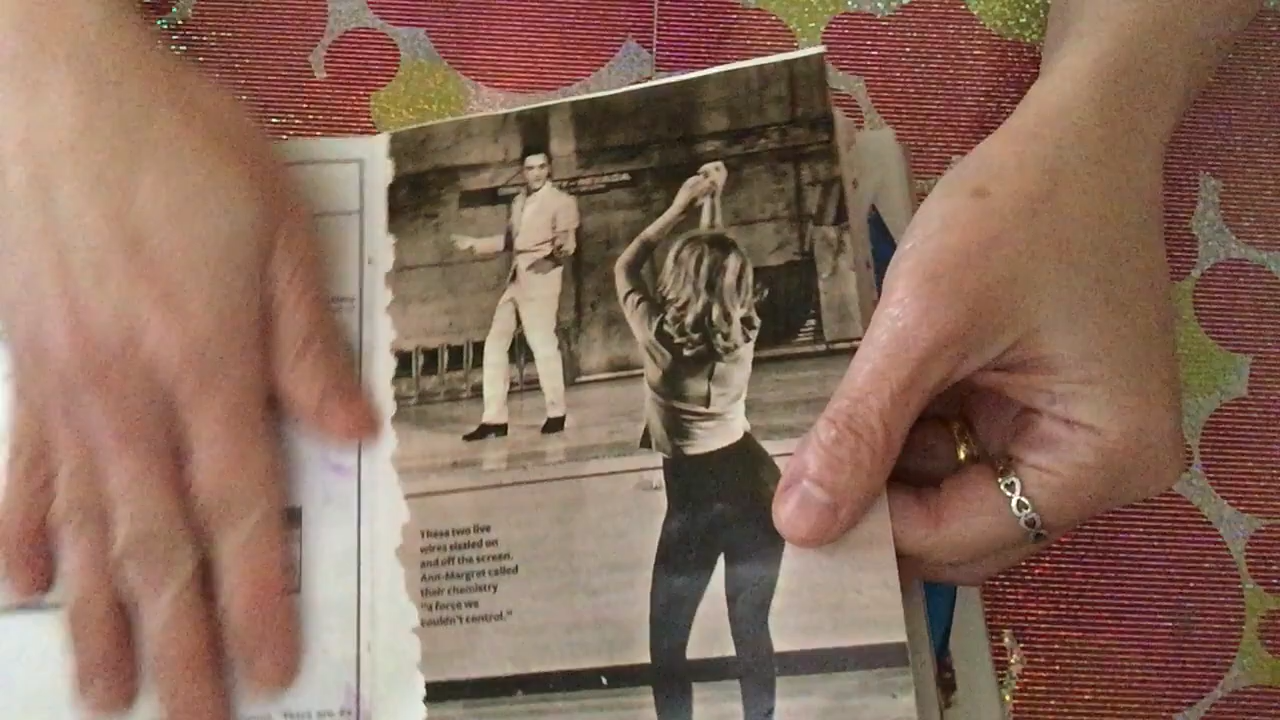 These two live
wires sizzled on
and off the screen.
Ann-Margret called
their chemistry
"a force we
couldn't control."